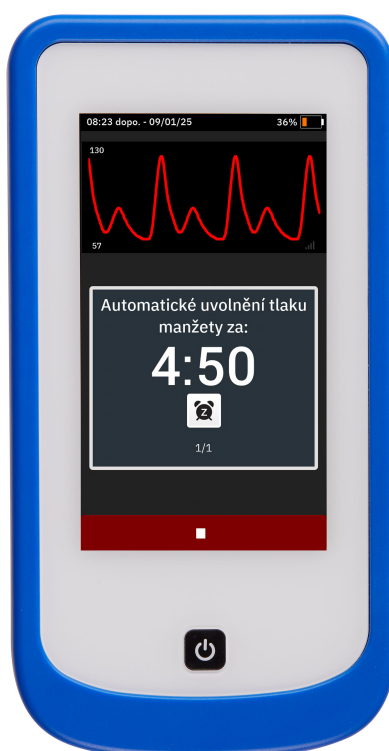 08:23 dopo. - 09/01/25 36%
130
57
Automatické uvolnění tlaku
manžety za:
4:50
z
1/1